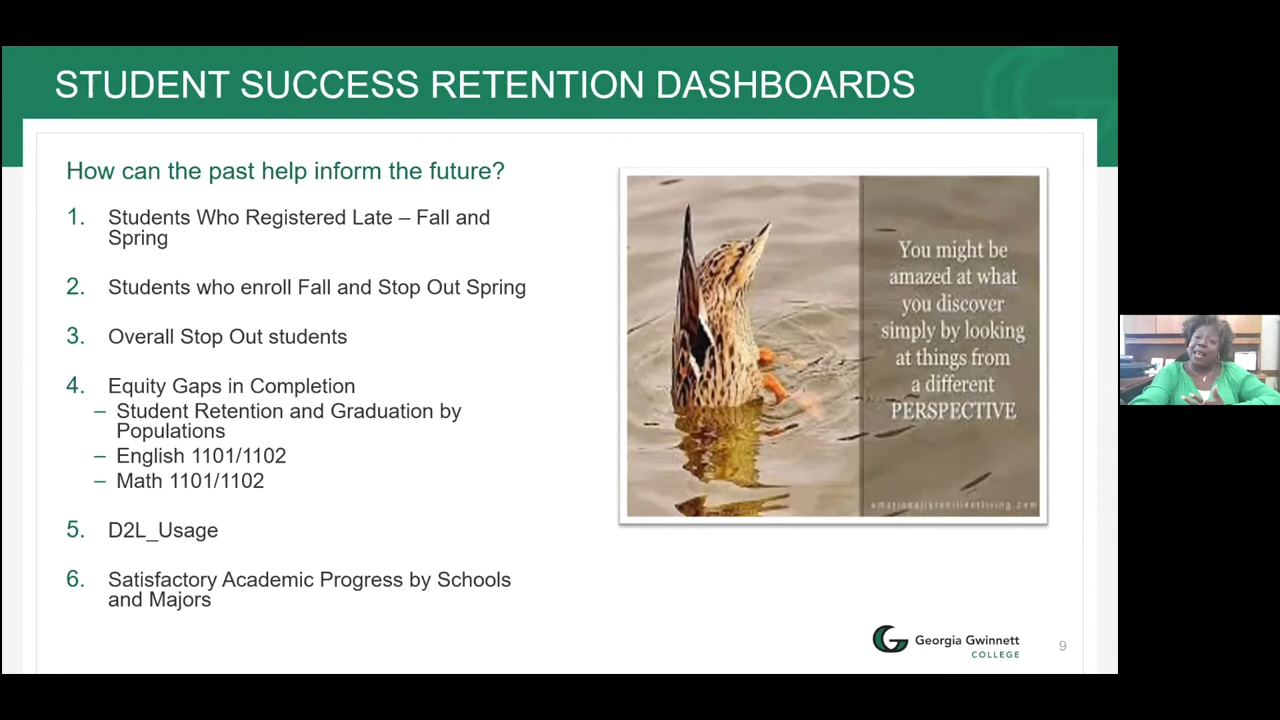 STUDENT SUCCESS RETENTION DASHBOARDS
How can the past help inform the future?
1. Students Who Registered Late – Fall and
Spring
2. Students who enroll Fall and Stop Out Spring
3. Overall Stop Out students
4. Equity Gaps in Completion
– Student Retention and Graduation by
Populations
– English 1101/1102
– Math 1101/1102
5. D2L_Usage
6. Satisfactory Academic Progress by Schools
and Majors
You might be
amazed at what
you discover
simply by looking
at things from
a different
PERSPECTIVE
emotionallyresilientliving.com
Georgia Gwinnett
COLLEGE
9